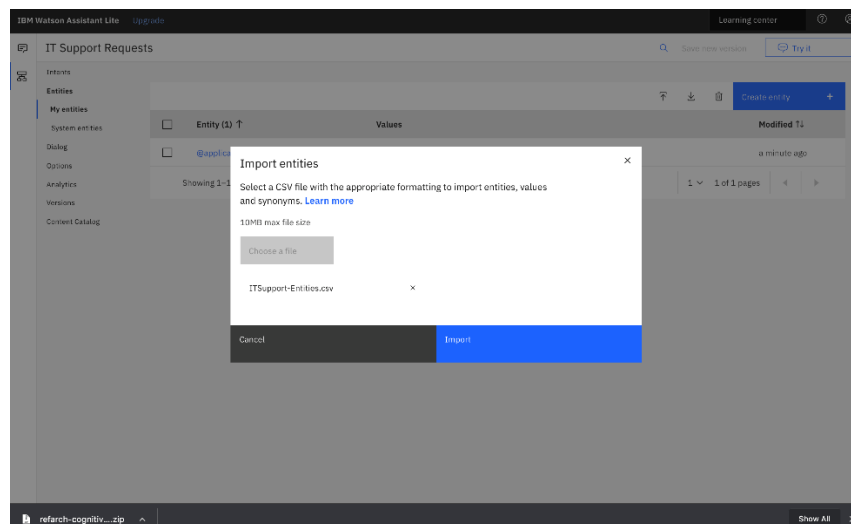 IBM Watson Assistant Lite Upgrade Learning center
IT Support Requests Save new version Try it
Intents
Entities
My entities
System entities
Dialog
Options
Analytics
Versions
Content Catalog
Create entity +
Entity (1) ↑ Values Modified ↑↓
@applica a minute ago
Showing 1–1 1 1 of 1 pages
Import entities
Select a CSV file with the appropriate formatting to import entities, values
and synonyms. Learn more
10MB max file size
Choose a file
ITSupport-Entities.csv ×
Cancel Import
refarch-cognitiv....zip Show All